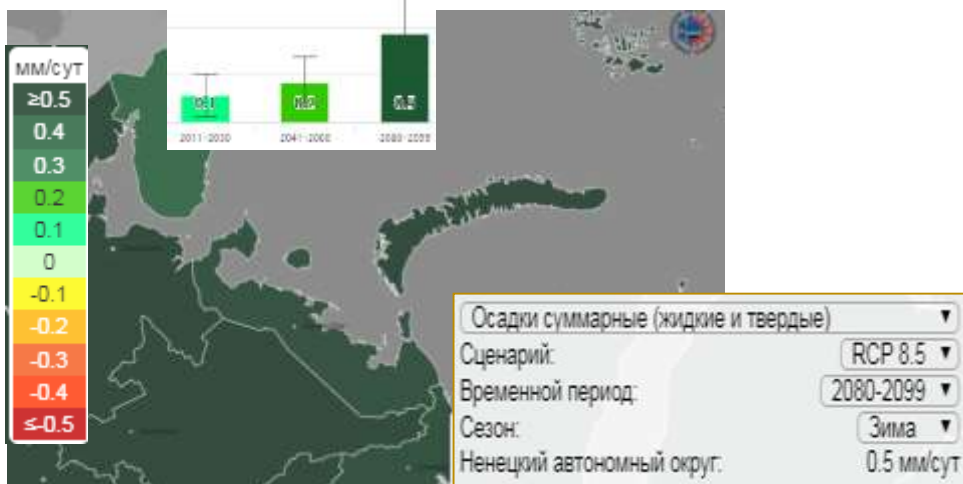 мм/сут
≥0.5
0.4
0.3
0.2
0.1
0
-0.1
-0.2
-0.3
-0.4
≤-0.5
2011-2030
2041-2060
2080-2099
Осадки суммарные (жидкие и твердые)
Сценарий: RCP 8.5
Временной период: 2080-2099
Сезон: Зима
Ненецкий автономный округ: 0.5 мм/сут